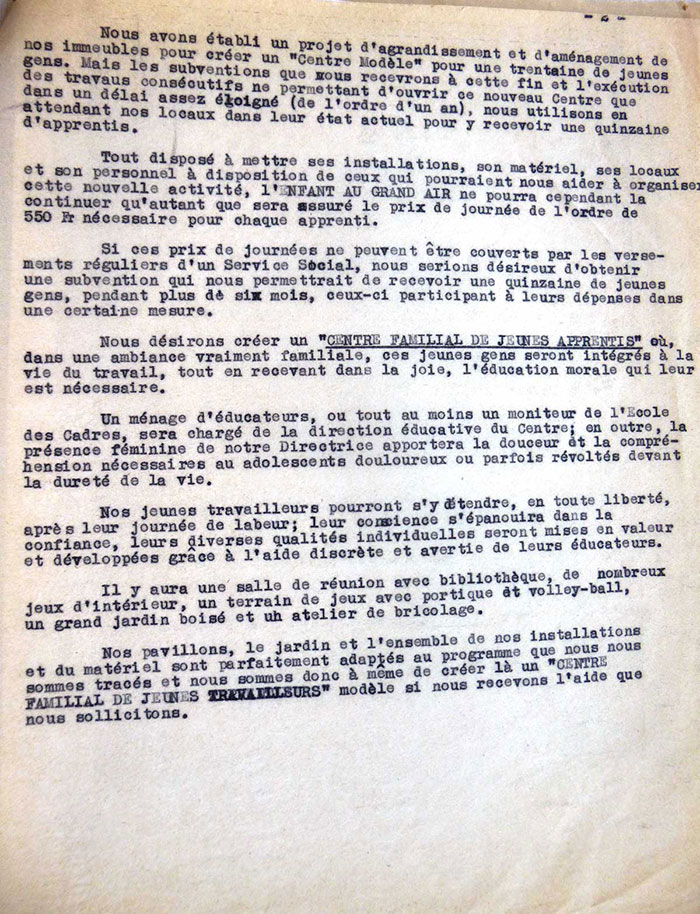 - 2 -
Nous avons établi un projet d'agrandissement et d'aménagement de
nos immeubles pour créer un "Centre Modèle" pour une trentaine de jeunes
gens. Mais les subventions que nous recevrons à cette fin et l'exécution
des travaus consécutifs ne permettant d'ouvrir ce nouveau Centre que
dans un délai assez éloigné (de l'ordre d'un an), nous utilisons en
attendant nos locaux dans leur état actuel pour y recevoir une quinzaine
d'apprentis.
Tout disposé à mettre ses installations, son matériel, ses locaux
et son personnel à disposition de ceux qui pourraient nous aider à organiser
cette nouvelle activité, l'ENFANT AU GRAND AIR ne pourra cependant la
continuer qu'autant que sera assuré le prix de journée de l'ordre de
550 Fr nécessaire pour chaque apprenti.
Si ces prix de journées ne peuvent être couverts par les verse-
ments réguliers d'un Service Social, nous serions désireux d'obtenir
une subvention qui nous permettrait de recevoir une quinzaine de jeunes
gens, pendant plus de six mois, ceux-ci participant à leurs dépenses dans
une certaine mesure.
Nous désirons créer un "CENTRE FAMILIAL DE JEUNES APPRENTIS" où,
dans une ambiance vraiment familiale, ces jeunes gens seront intégrés à la
vie du travail, tout en recevant dans la joie, l'éducation morale qui leur
est nécessaire.
Un ménage d'éducateurs, ou tout au moins un moniteur de l'Ecole
des Cadres, sera chargé de la direction éducative du Centre; en outre, la
présence féminine de notre Directrice apportera la douceur et la compré-
hension nécessaires au adolescents douloureux ou parfois révoltés devant
la dureté de la vie.
Nos jeunes travailleurs pourront s'y détendre, en toute liberté,
après leur journée de labeur; leur conscience s'épanouira dans la
confiance, leurs diverses qualités individuelles seront mises en valeur
et développées grâce à l'aide discrète et avertie de leurs éducateurs.
Il y aura une salle de réunion avec bibliothèque, de nombreux
jeux d'intérieur, un terrain de jeux avec portique et volley-ball,
un grand jardin boisé et un atelier de bricolage.
Nos pavillons, le jardin et l'ensemble de nos installations
et du matériel sont parfaitement adaptés au programme que nous nous
sommes tracés et nous sommes donc à même de créer là un "CENTRE
FAMILIAL DE JEUNES TRAVAILLEURS" modèle si nous recevons l'aide que
nous sollicitons.